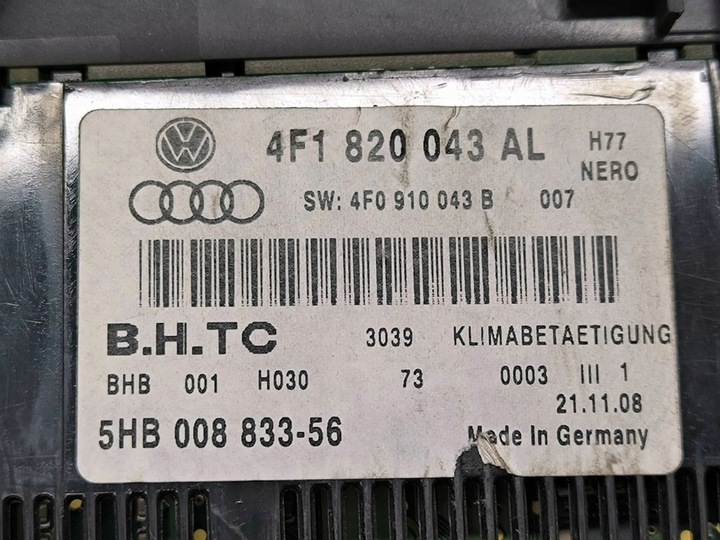 4F1 820 043 AL H77
NERO
SW: 4F0 910 043 B 007
B.H.TC 3039 KLIMABETAETIGUNG
BHB 001 H030 73 0003 III 1
21.11.08
5HB 008 833-56 Made In Germany